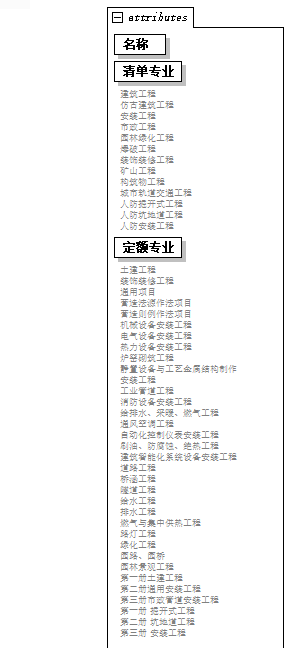 attributes
名称
清单专业
建筑工程
仿古建筑工程
安装工程
市政工程
园林绿化工程
爆破工程
装饰装修工程
矿山工程
构筑物工程
城市轨道交通工程
人防掘开式工程
人防坑地道工程
人防安装工程
定额专业
土建工程
装饰装修工程
通用项目
营造法源作法项目
营造则例作法项目
机械设备安装工程
电气设备安装工程
热力设备安装工程
炉窑砌筑工程
静置设备与工艺金属结构制作
安装工程
工业管道工程
消防设备安装工程
给排水、采暖、燃气工程
通风空调工程
自动化控制仪表安装工程
刷油、防腐蚀、绝热工程
建筑智能化系统设备安装工程
道路工程
桥涵工程
隧道工程
给水工程
排水工程
燃气与集中供热工程
路灯工程
绿化工程
园路、园桥
园林景观工程
第一册土建工程
第二册通用安装工程
第三册市政管道安装工程
第一册 掘开式工程
第二册 坑地道工程
第三册 安装工程